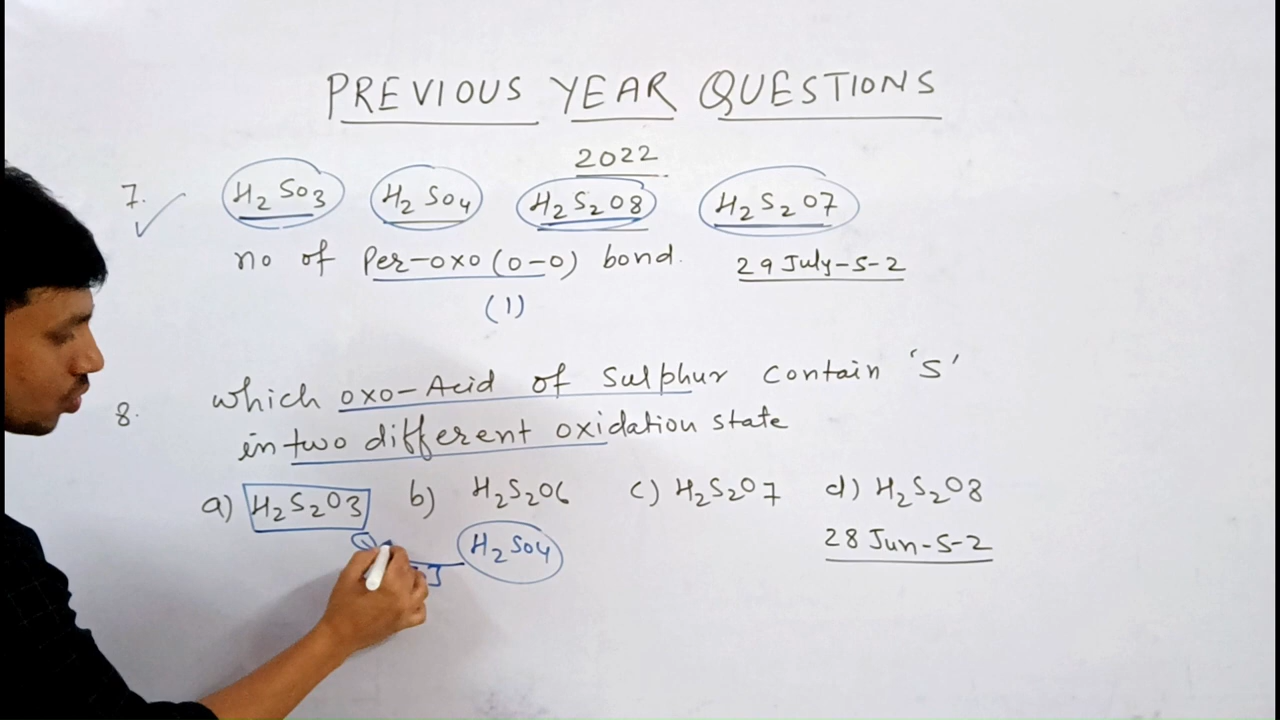 PREVIOUS YEAR QUESTIONS
2022
7. H2SO3 H2SO4 H2S2O8 H2S2O7
no of Per-oxo (O-O) bond. 29 July-S-2
(1)
8. which oxo-Acid of Sulphur contain 'S'
in two different oxidation state
a) H2S2O3 b) H2S2O6 c) H2S2O7 d) H2S2O8
H2SO4 28 Jun-S-2